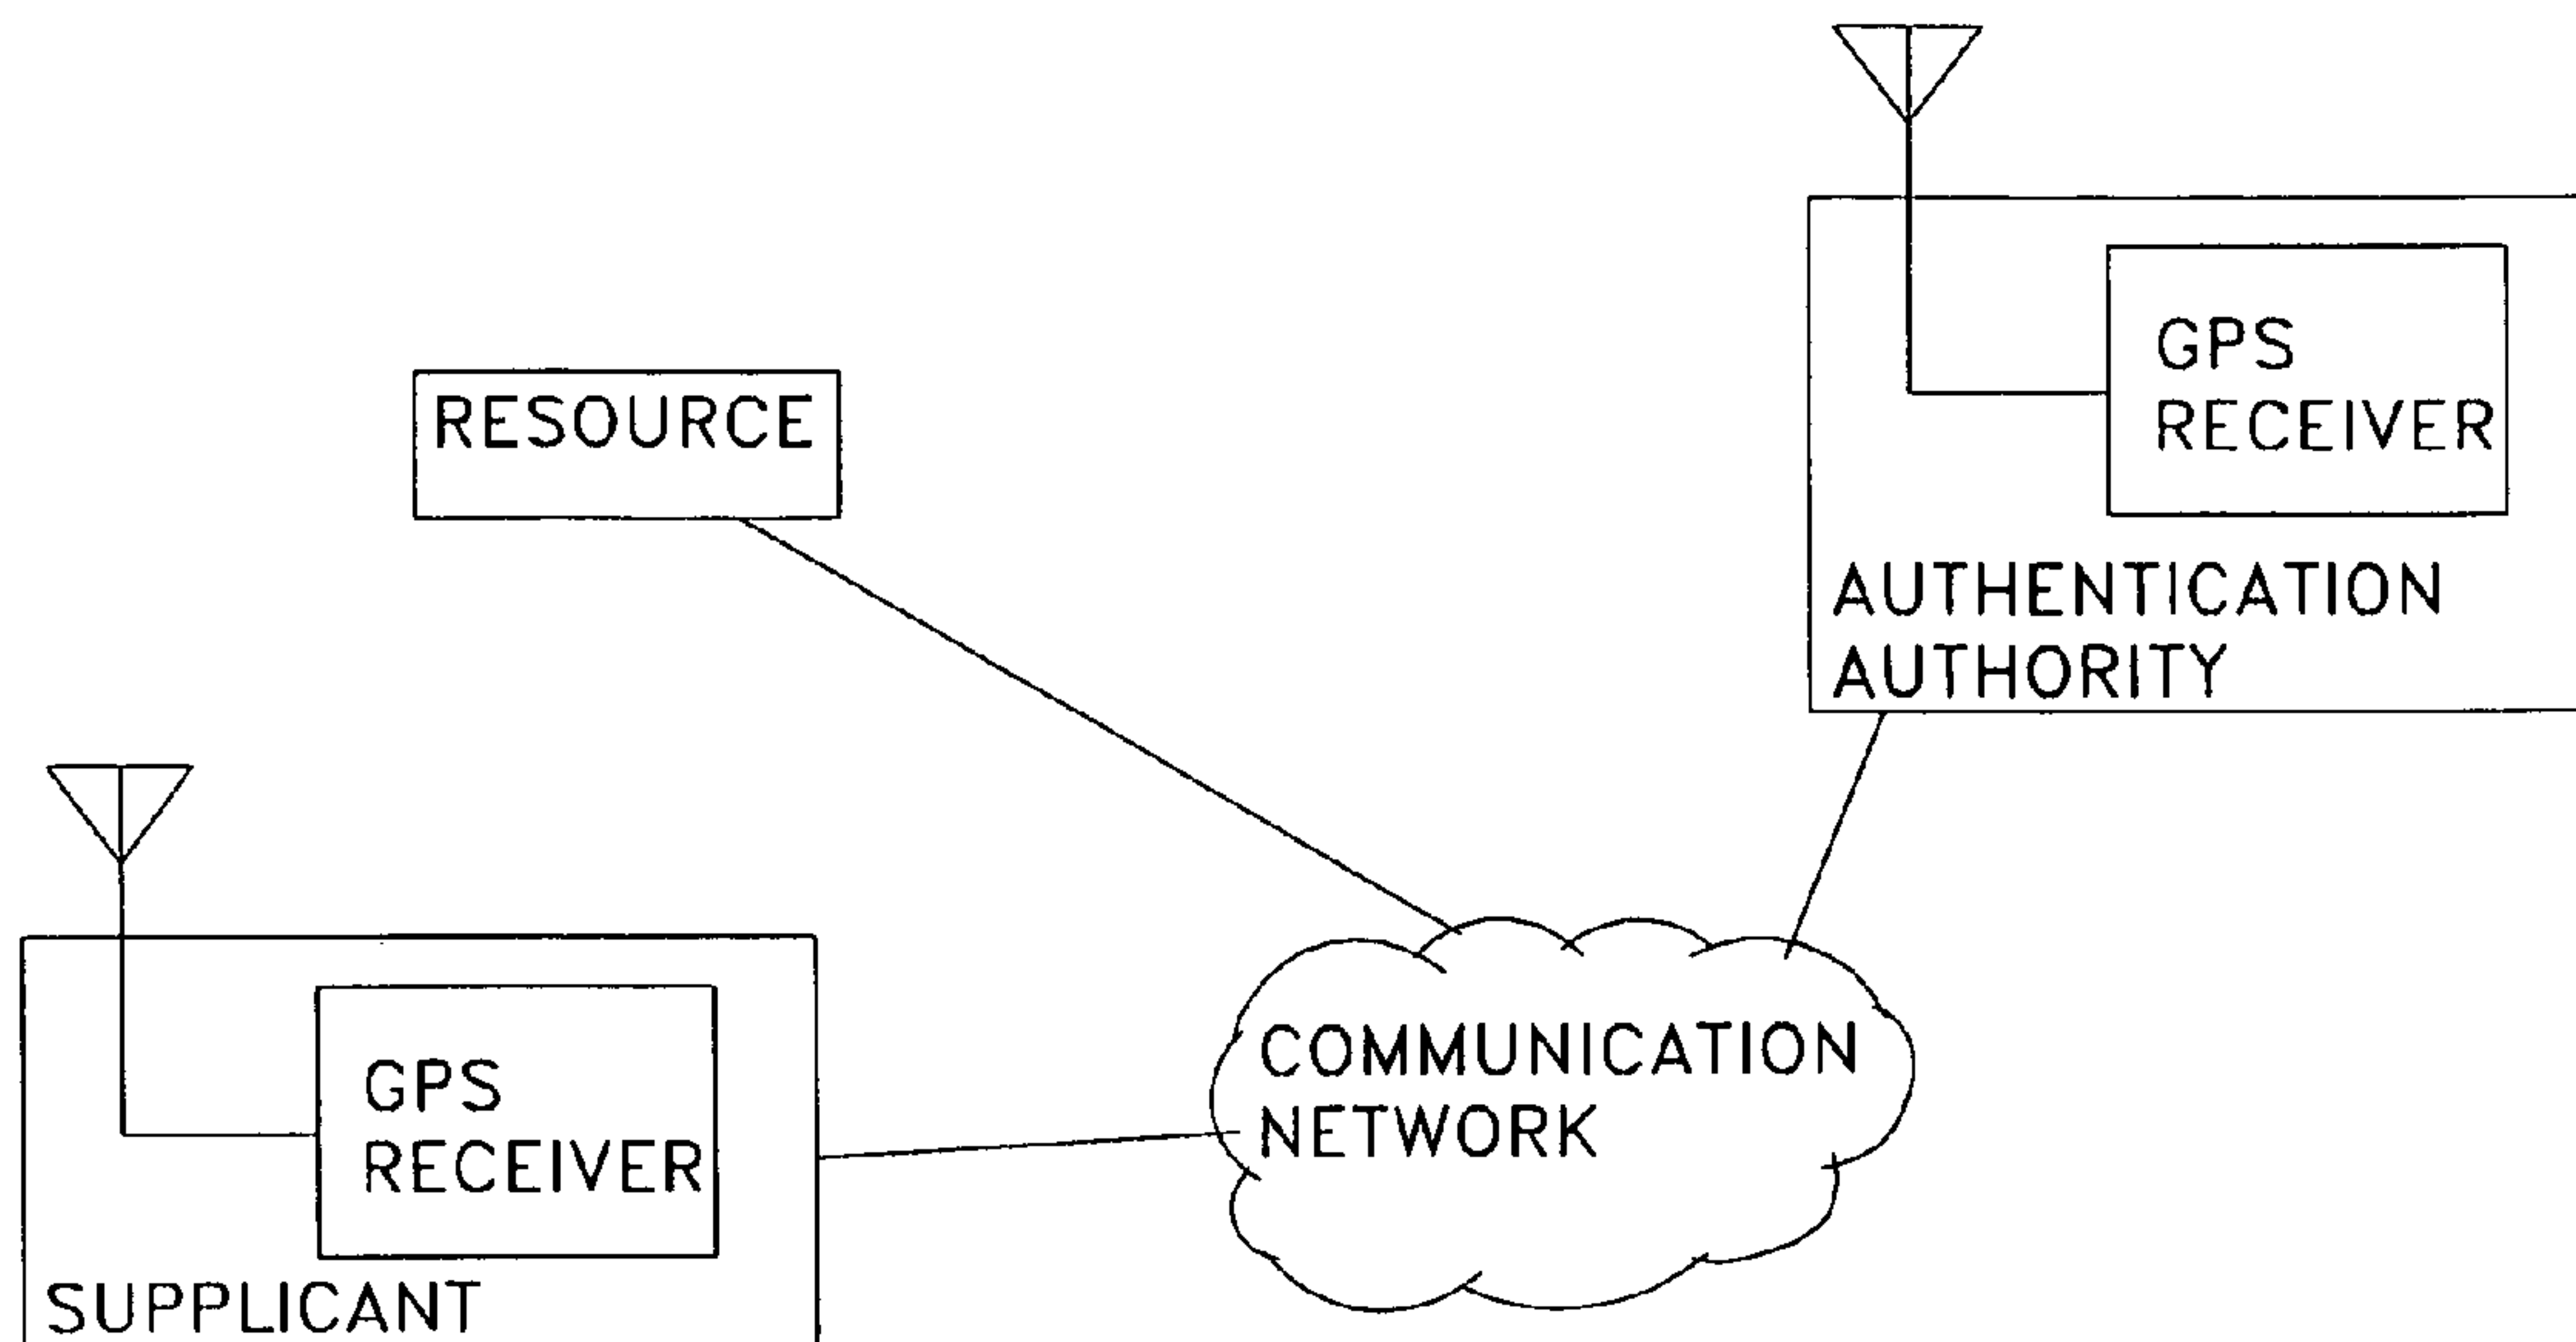 GPS
RECEIVER
RESOURCE
AUTHENTICATION
AUTHORITY
GPS
RECEIVER
COMMUNICATION
NETWORK
SUPPLICANT